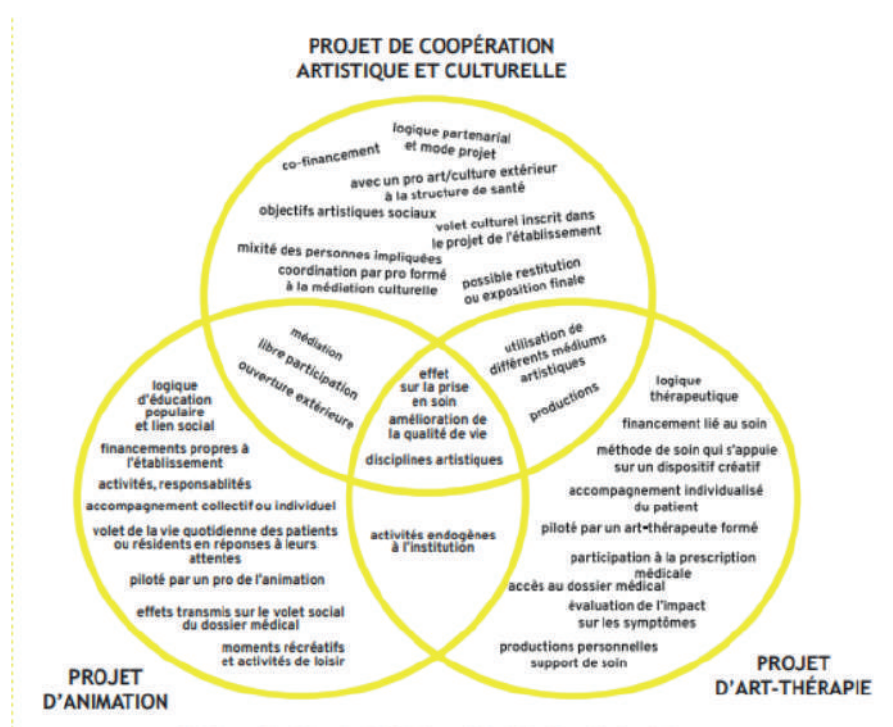 PROJET DE COOPÉRATION
ARTISTIQUE ET CULTURELLE
logique partenarial
et mode projet
co-financement
avec un pro art/culture extérieur
à la structure de santé
objectifs artistiques sociaux
volet culturel inscrit dans
le projet de l'établissement
mixité des personnes impliquées
coordination par pro formé
à la médiation culturelle
possible restitution
ou exposition finale
médiation
libre participation
ouverture extérieure
utilisation de
différents médiums
artistiques
productions
effet
sur la prise
en soin
amélioration de
la qualité de vie
disciplines artistiques
logique
d'éducation
populaire
et lien social
financements propres à
l'établissement
activités, responsablités
accompagnement collectif ou individuel
volet de la vie quotidienne des patients
ou résidents en réponses à leurs
attentes
piloté par un pro de l'animation
effets transmis sur le volet social
du dossier médical
moments récréatifs
et activités de loisir
activités endogènes
à l'institution
logique
thérapeutique
financement lié au soin
méthode de soin qui s'appuie
sur un dispositif créatif
accompagnement individualisé
du patient
piloté par un art-thérapeute formé
participation à la prescription
médicale
accès au dossier médical
évaluation de l'impact
sur les symptômes
productions personnelles
support de soin
PROJET
D'ANIMATION
PROJET
D'ART-THÉRAPIE